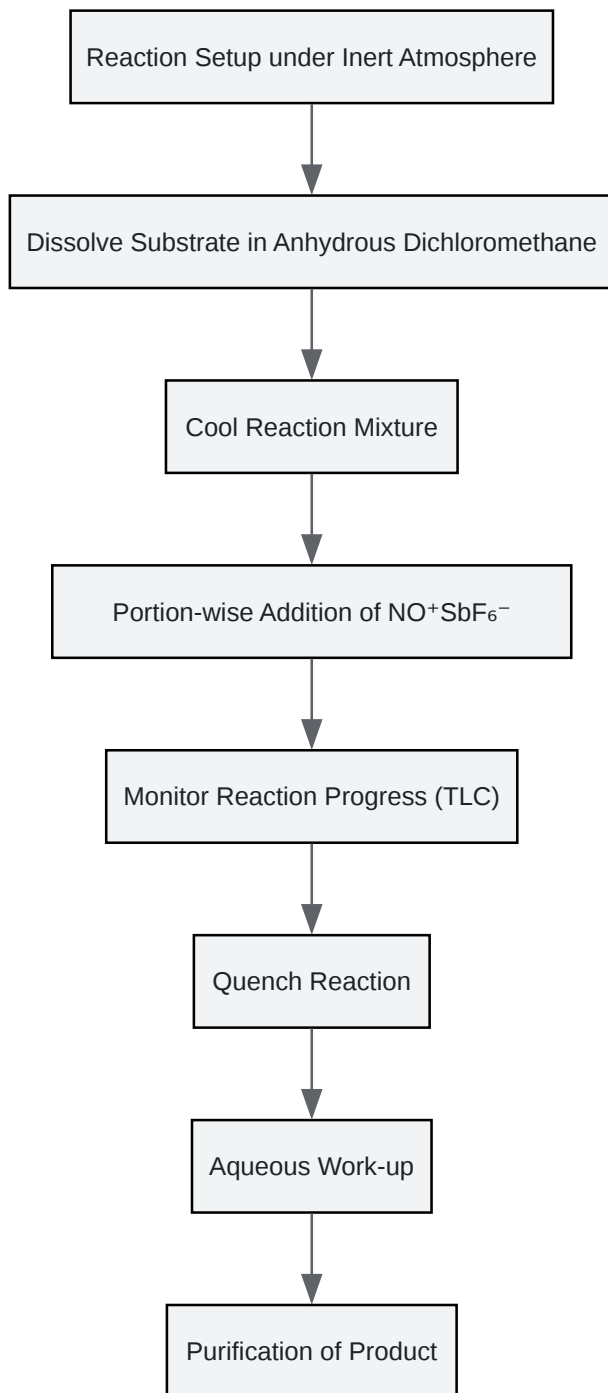 Reaction Setup under Inert Atmosphere
Dissolve Substrate in Anhydrous Dichloromethane
Cool Reaction Mixture
Portion-wise Addition of NO⁺SbF₆⁻
Monitor Reaction Progress (TLC)
Quench Reaction
Aqueous Work-up
Purification of Product